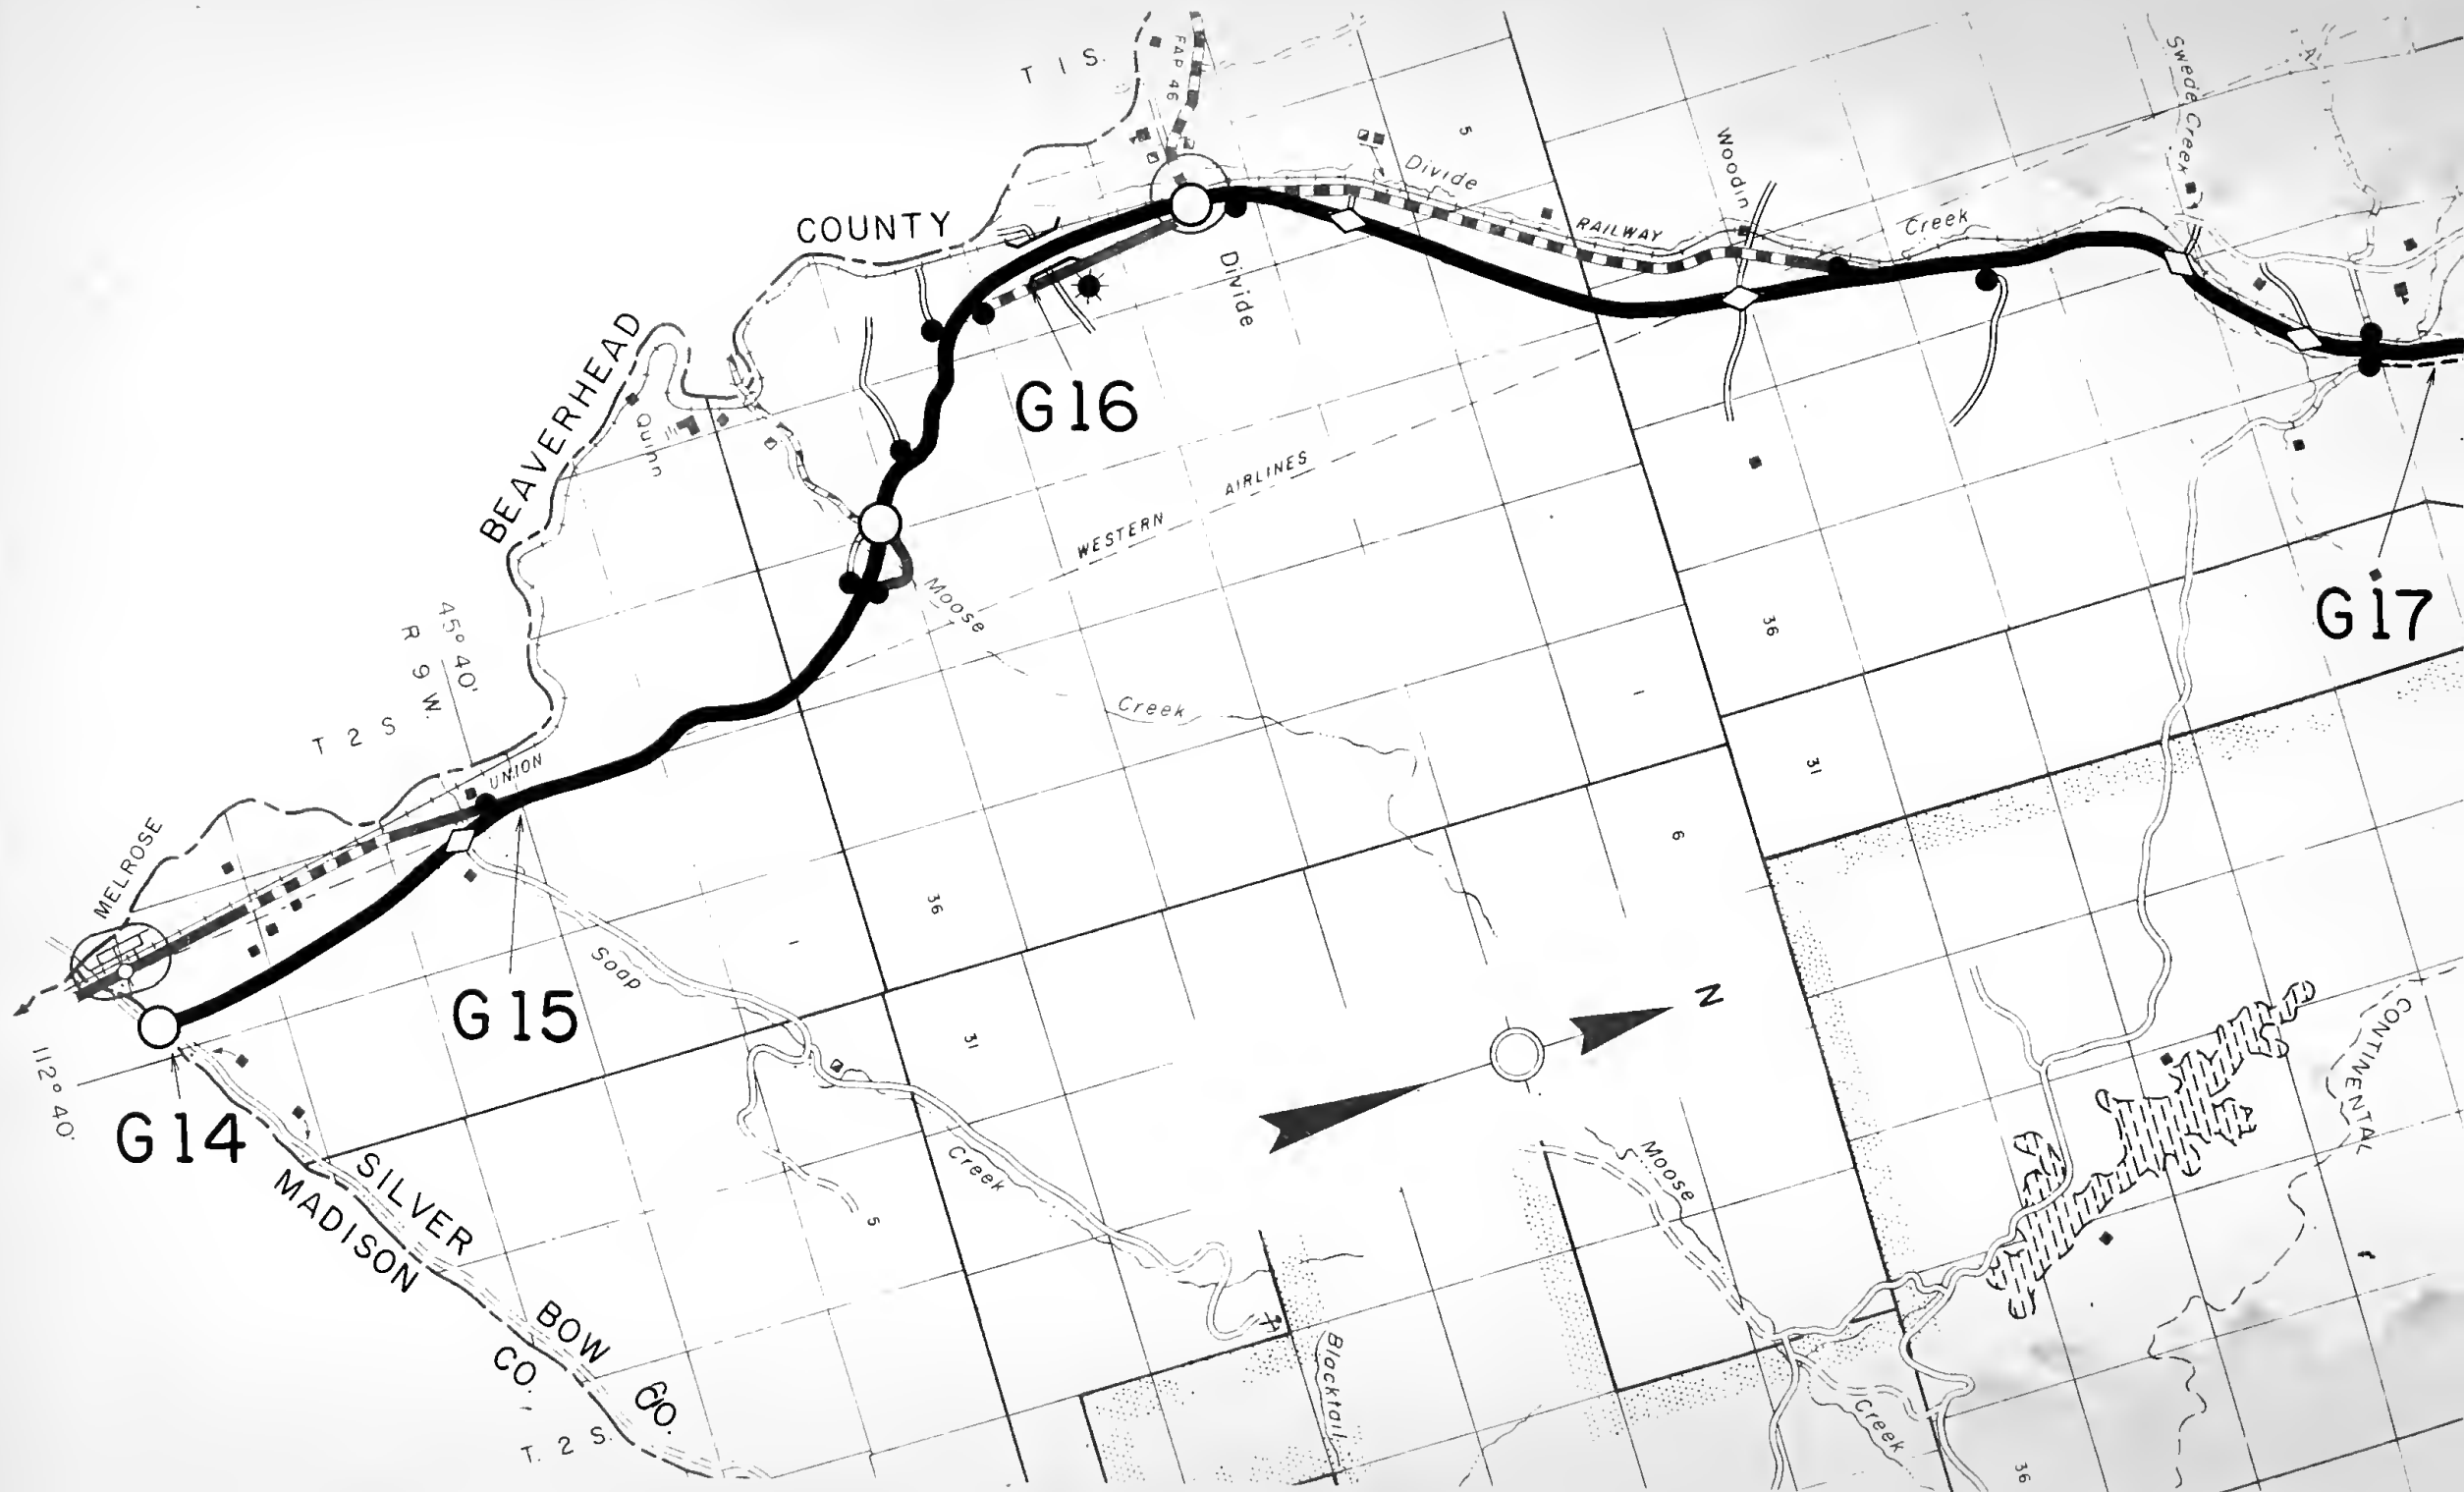 T 1 S.
FAP 46
5
Divide
Woodin
Swede Creek
RAILWAY
Creek
COUNTY
Divide
BEAVERHEAD
Quinn
G16
WESTERN AIRLINES
Moose
Creek
G17
36
1
31
6
45° 40'
R 9 W.
T 2 S
UNION
MELROSE
G15
Soap
36
31
N
G14
112° 40'
SILVER BOW CO.
MADISON CO.
T. 2 S.
Creek
5
Blacktail
Moose
Creek
CONTINENTAL
36